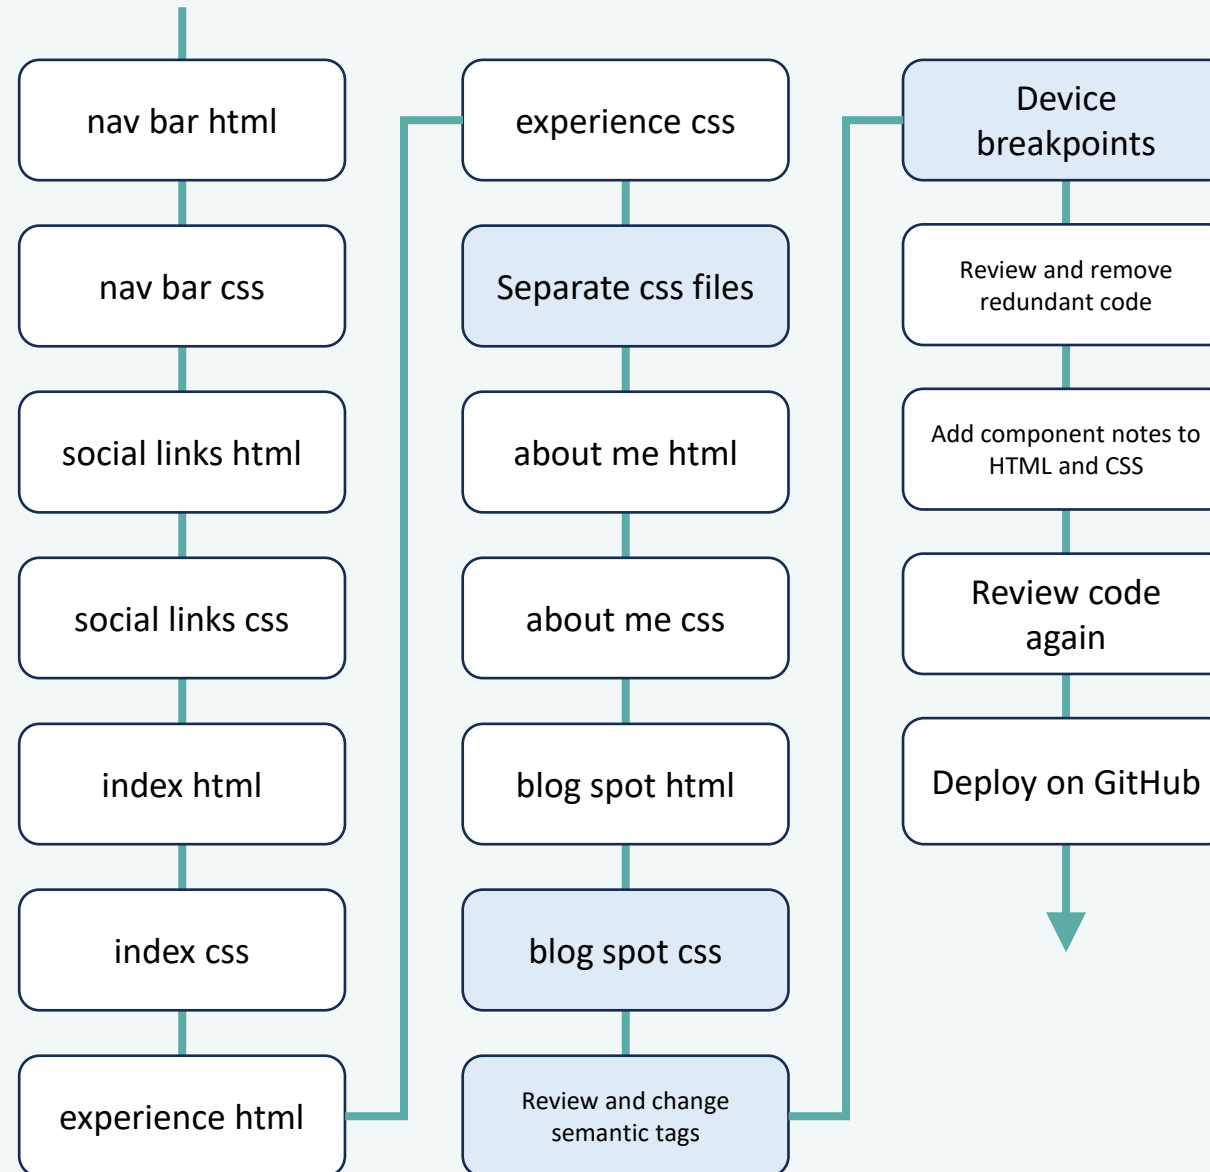 nav bar html
nav bar css
social links html
social links css
index html
index css
experience html
experience css
Separate css files
about me html
about me css
blog spot html
blog spot css
Review and change
semantic tags
Device
breakpoints
Review and remove
redundant code
Add component notes to
HTML and CSS
Review code
again
Deploy on GitHub